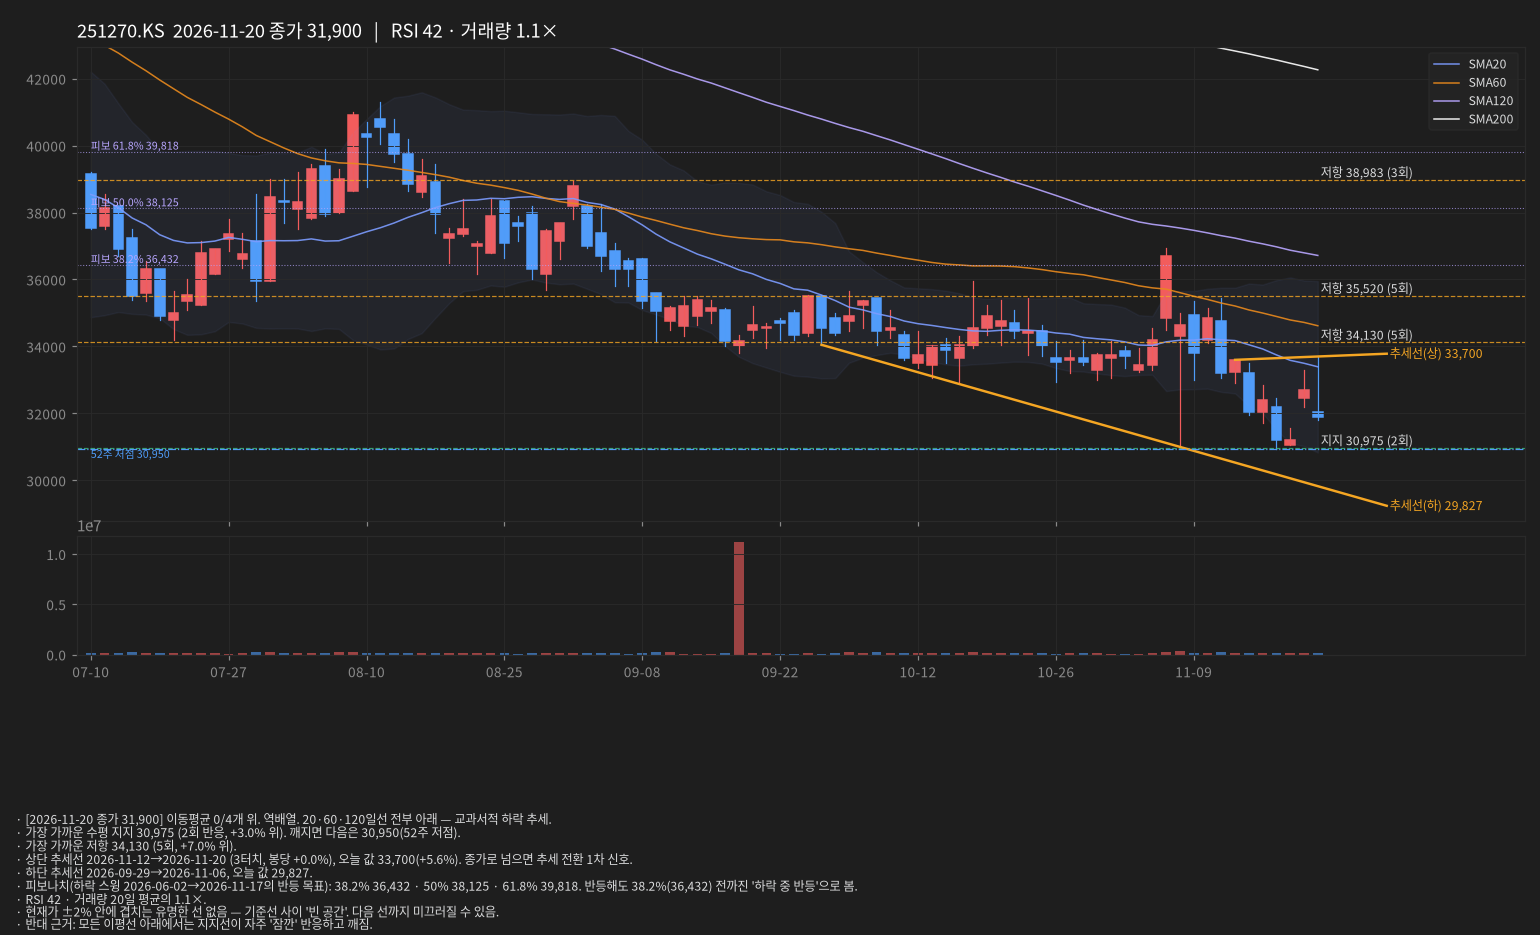 251270.KS 2026-11-20 종가 31,900 | RSI 42 · 거래량 1.1×
42000
40000
38000
36000
34000
32000
30000
SMA20
SMA60
SMA120
SMA200
피보 61.8% 39,818
저항 38,983 (3회)
피보 50.0% 38,125
피보 38.2% 36,432
저항 35,520 (5회)
저항 34,130 (5회)
추세선(상) 33,700
지지 30,975 (2회)
52주 저점 30,950
추세선(하) 29,827
1e7
1.0
0.5
0.0
07-10
07-27
08-10
08-25
09-08
09-22
10-12
10-26
11-09
· [2026-11-20 종가 31,900] 이동평균 0/4개 위. 역배열. 20·60·120일선 전부 아래 — 교과서적 하락 추세.
· 가장 가까운 수평 지지 30,975 (2회 반응, +3.0% 위). 깨지면 다음은 30,950(52주 저점).
· 가장 가까운 저항 34,130 (5회, +7.0% 위).
· 상단 추세선 2026-11-12→2026-11-20 (3터치, 봉당 +0.0%), 오늘 값 33,700(+5.6%). 종가로 넘으면 추세 전환 1차 신호.
· 하단 추세선 2026-09-29→2026-11-06, 오늘 값 29,827.
· 피보나치(하락 스윙 2026-06-02→2026-11-17의 반등 목표): 38.2% 36,432 · 50% 38,125 · 61.8% 39,818. 반등해도 38.2%(36,432) 전까진 '하락 중 반등'으로 봄.
· RSI 42 · 거래량 20일 평균의 1.1×.
· 현재가 ±2% 안에 겹치는 유명한 선 없음 — 기준선 사이 '빈 공간'. 다음 선까지 미끄러질 수 있음.
· 반대 근거: 모든 이평선 아래에서는 지지선이 자주 '잠깐' 반응하고 깨짐.